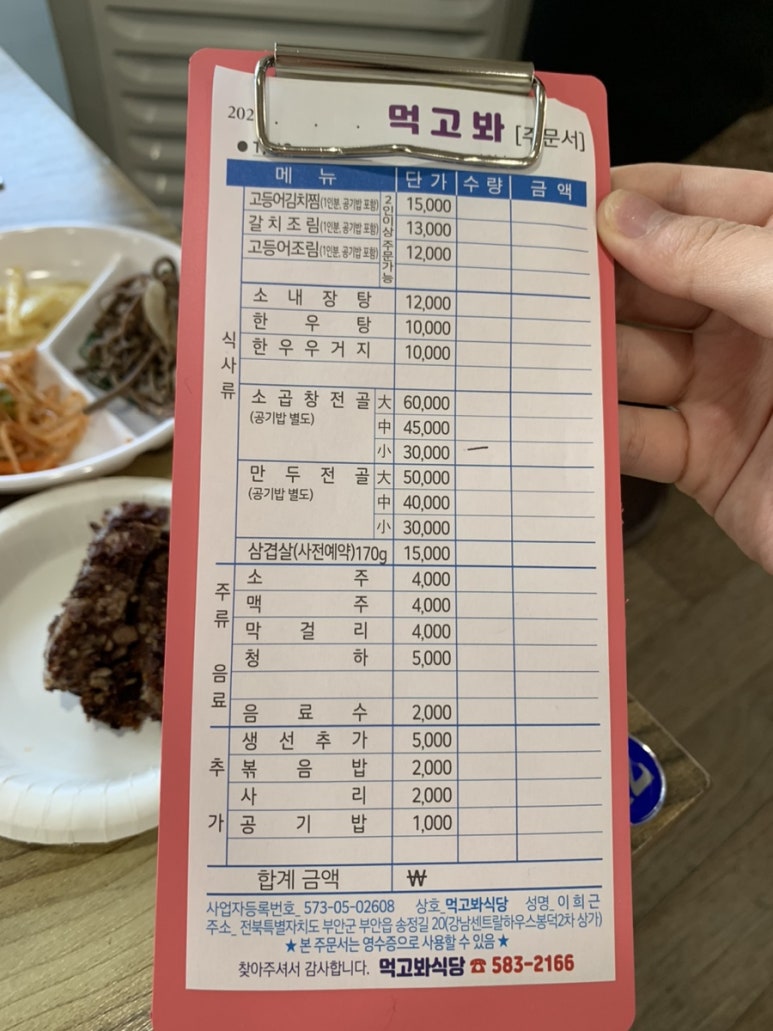 202 . . .
먹고봐 [주문서]
메 뉴 단가 수량 금액
고등어김치찜(1인분, 공기밥 포함) 15,000
갈치조림(1인분, 공기밥 포함) 13,000
고등어조림(1인분, 공기밥 포함) 12,000
2인이상 주문가능
식사류
소내장탕 12,000
한우탕 10,000
한우우거지 10,000
소곱창전골 大 60,000
(공기밥 별도) 中 45,000
小 30,000 一
만두전골 大 50,000
(공기밥 별도) 中 40,000
小 30,000
삼겹살(사전예약)170g 15,000
주류 음료
소주 4,000
맥주 4,000
막걸리 4,000
청하 5,000
음료수 2,000
추가
생선추가 5,000
볶음밥 2,000
사리 2,000
공기밥 1,000
합계 금액 ₩
사업자등록번호_ 573-05-02608 상호_먹고봐식당 성명_이희근
주소_ 전북특별자치도 부안군 부안읍 송정길 20(강남센트랄하우스봉덕2차 상가)
★본 주문서는 영수증으로 사용할 수 있음★
찾아주셔서 감사합니다. 먹고봐식당 ☎ 583-2166